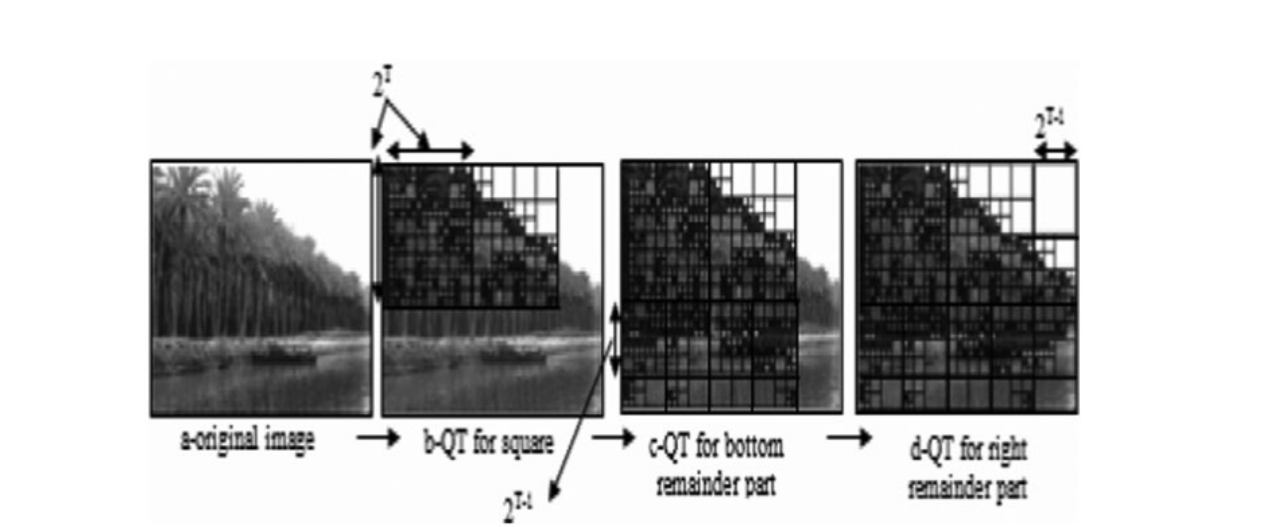 2^T
2^T-1
a-original image
b-QT for square
c-QT for bottom
remainder part
d-QT for right
remainder part
2^T-1